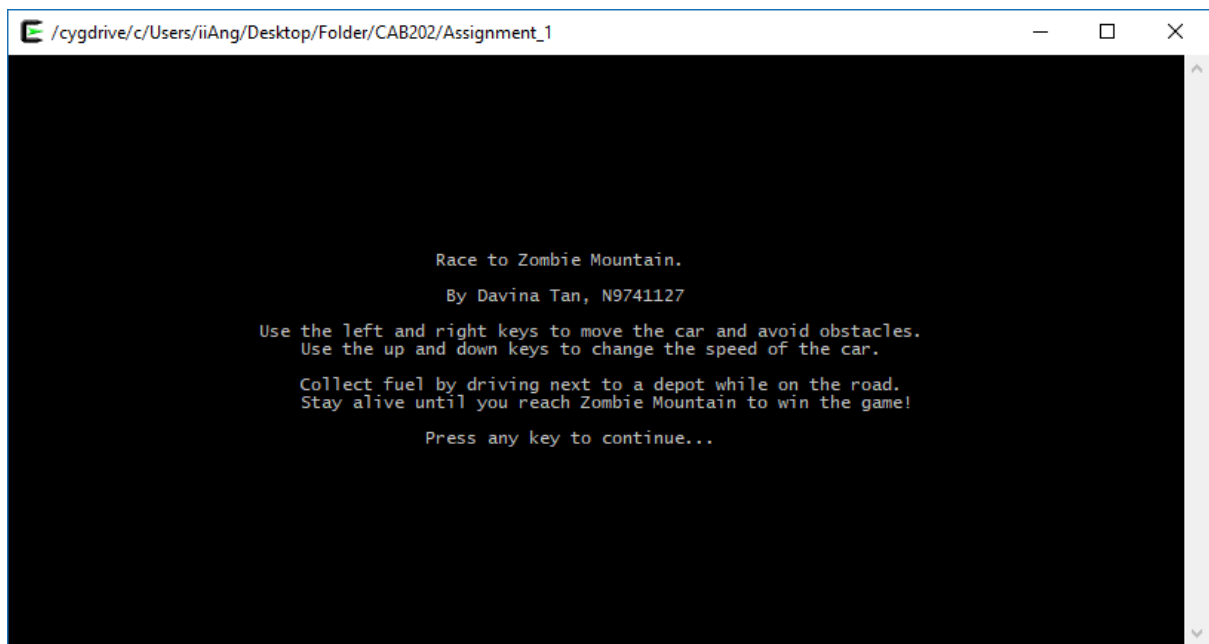 /cygdrive/c/Users/iiAng/Desktop/Folder/CAB202/Assignment_1
Race to Zombie Mountain.
By Davina Tan, N9741127
Use the left and right keys to move the car and avoid obstacles.
Use the up and down keys to change the speed of the car.
Collect fuel by driving next to a depot while on the road.
Stay alive until you reach Zombie Mountain to win the game!
Press any key to continue...